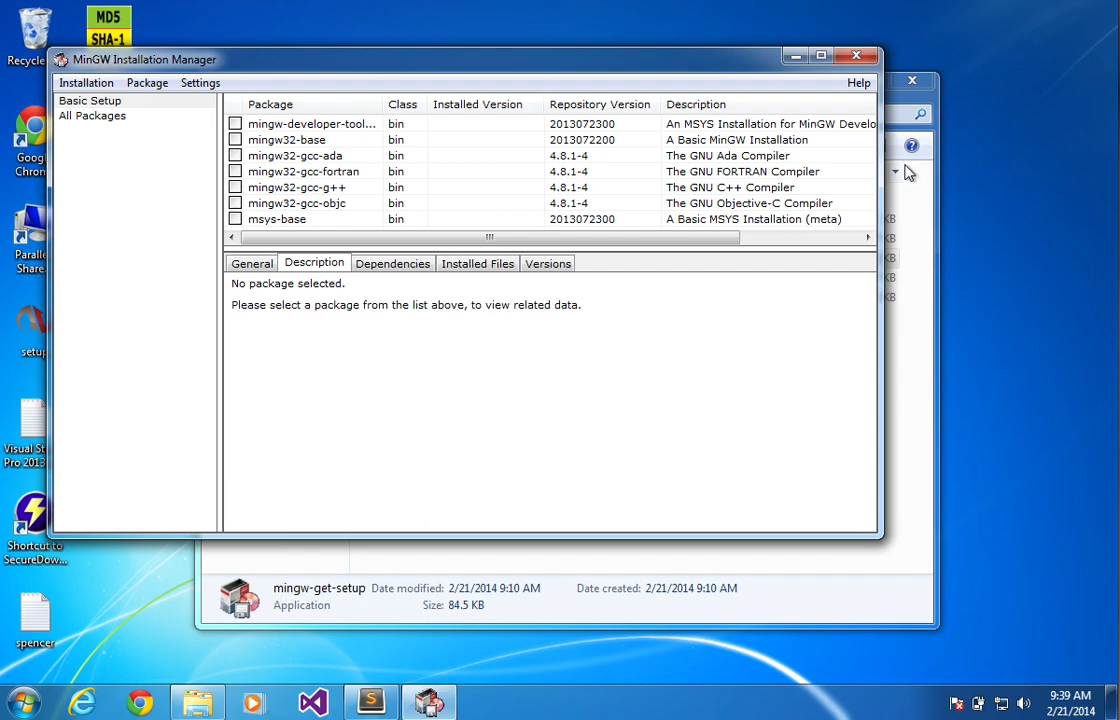 MD5
SHA-1
Recycle
Google
Chrom
Parallels
Share
setup
Visual St
Pro 2013
Shortcut to
SecureDow...
spencer
MinGW Installation Manager
Installation Package Settings Help
Basic Setup
All Packages
Package Class Installed Version Repository Version Description
mingw-developer-tool... bin 2013072300 An MSYS Installation for MinGW Develo
mingw32-base bin 2013072200 A Basic MinGW Installation
mingw32-gcc-ada bin 4.8.1-4 The GNU Ada Compiler
mingw32-gcc-fortran bin 4.8.1-4 The GNU FORTRAN Compiler
mingw32-gcc-g++ bin 4.8.1-4 The GNU C++ Compiler
mingw32-gcc-objc bin 4.8.1-4 The GNU Objective-C Compiler
msys-base bin 2013072300 A Basic MSYS Installation (meta)
General Description Dependencies Installed Files Versions
No package selected.
Please select a package from the list above, to view related data.
KB
KB
KB
KB
KB
mingw-get-setup Date modified: 2/21/2014 9:10 AM Date created: 2/21/2014 9:10 AM
Application Size: 84.5 KB
9:39 AM
2/21/2014